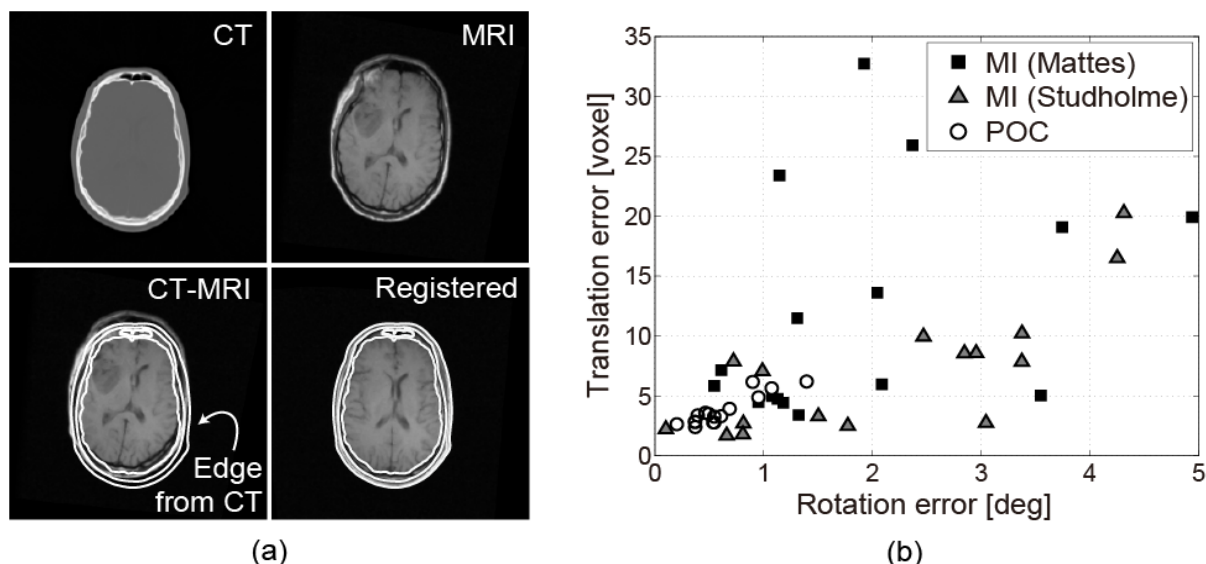 CT
MRI
CT-MRI
Registered
Edge
from CT
(a)
35
30
25
20
15
10
5
0
Translation error [voxel]
MI (Mattes)
MI (Studholme)
POC
0 1 2 3 4 5
Rotation error [deg]
(b)